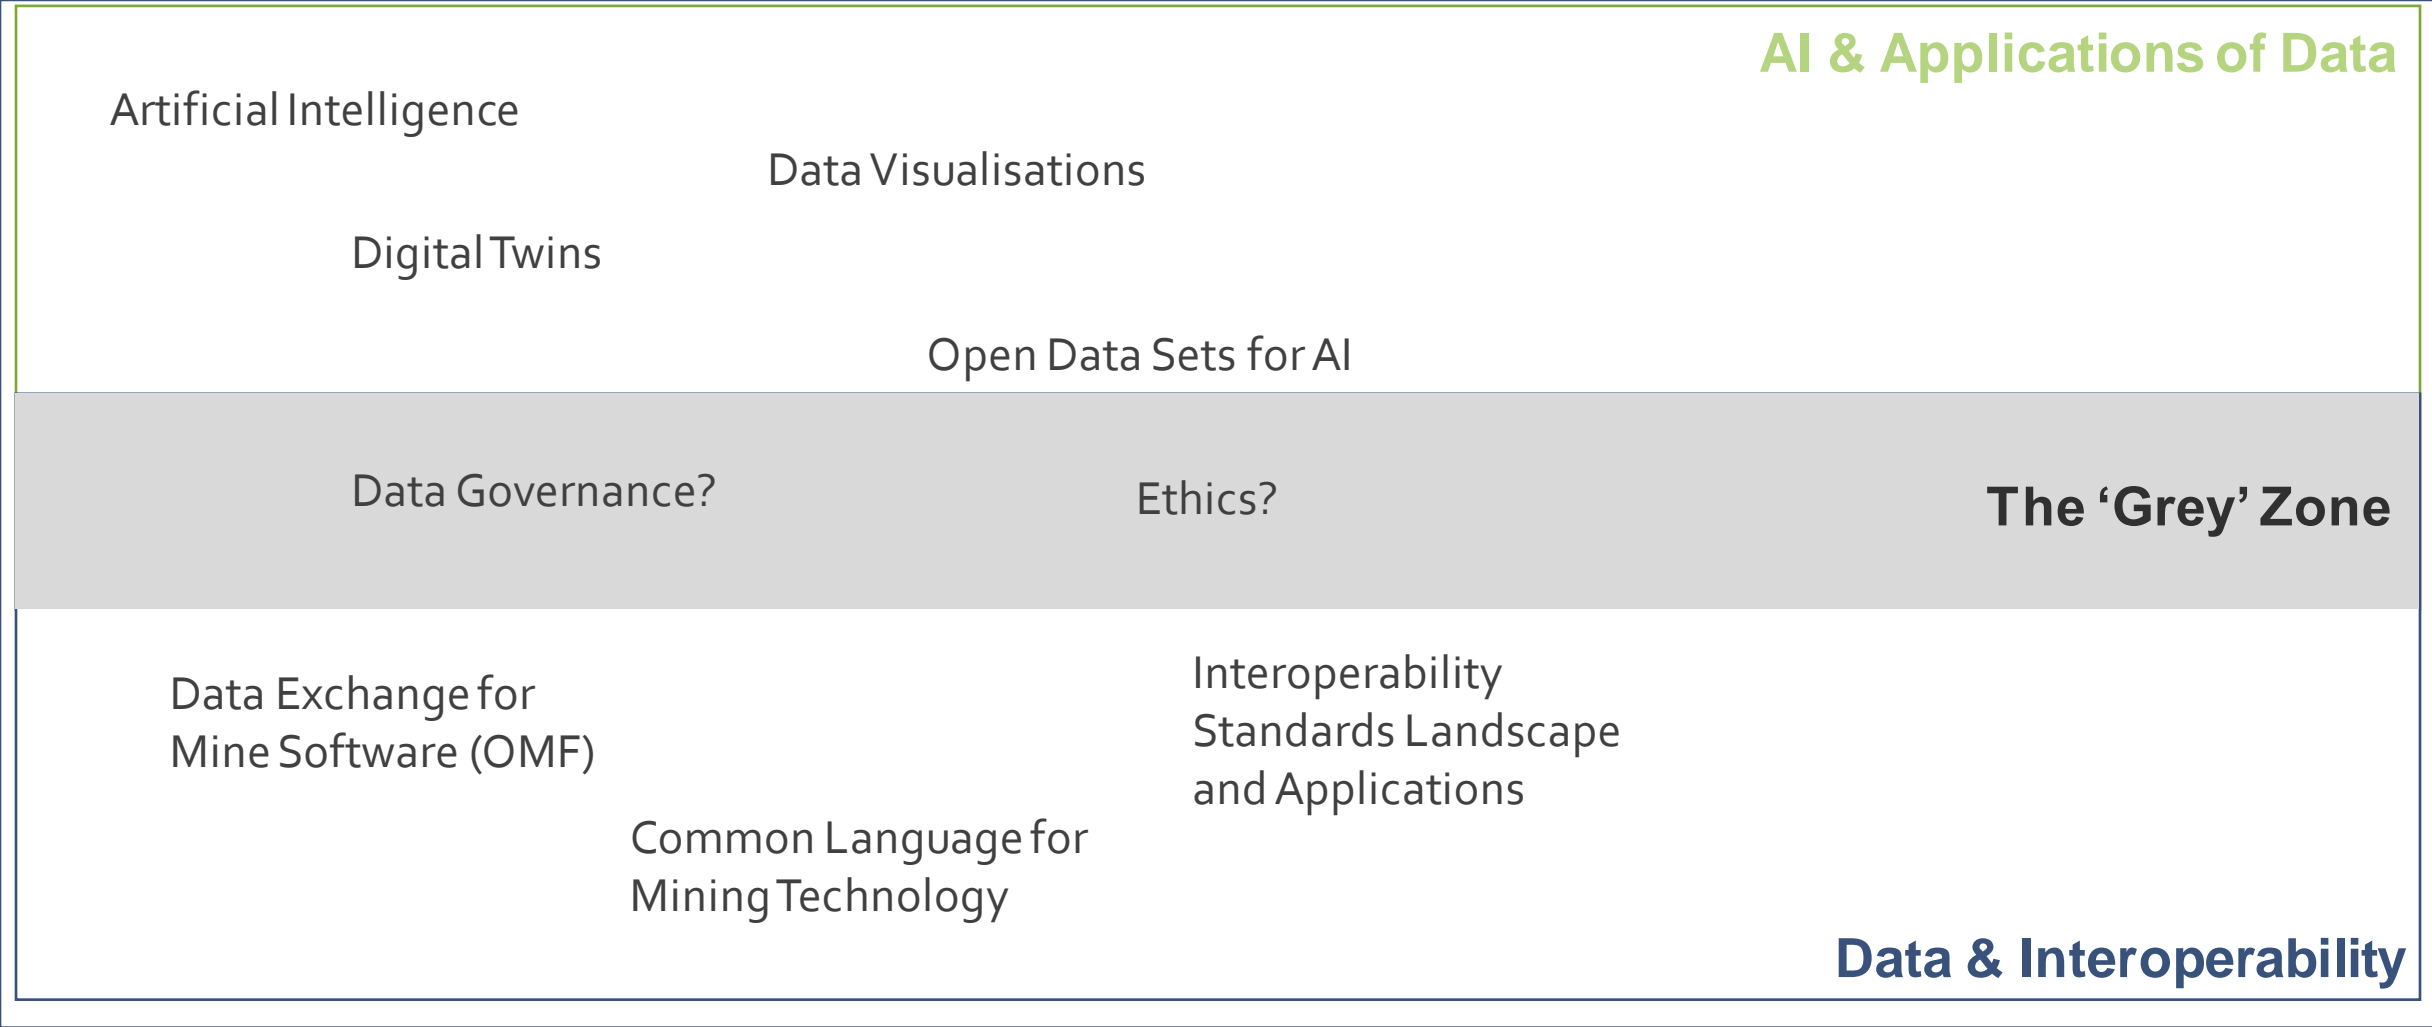 AI & Applications of Data
Artificial Intelligence
Data Visualisations
Digital Twins
Open Data Sets for AI
Data Governance?
Ethics?
The ‘Grey’ Zone
Data Exchange for
Mine Software (OMF)
Interoperability
Standards Landscape
and Applications
Common Language for
Mining Technology
Data & Interoperability